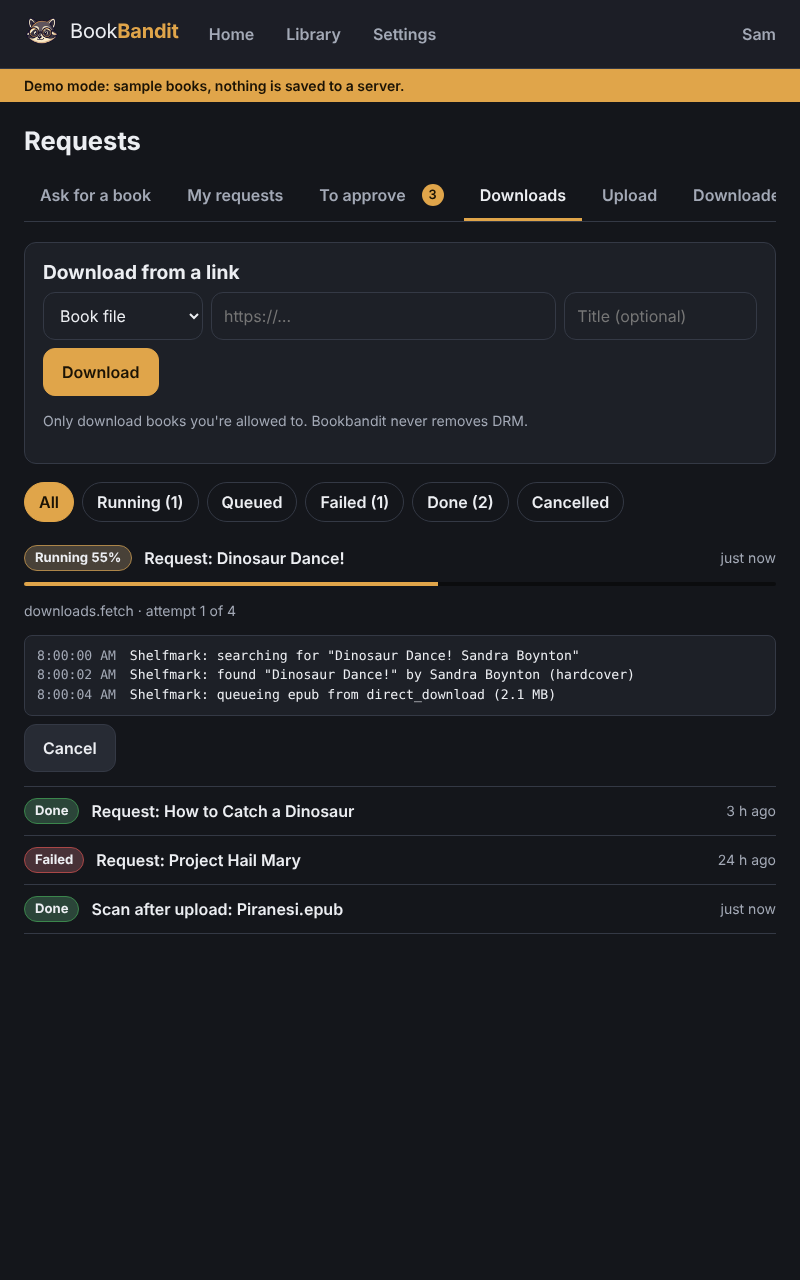 BookBandit Home Library Settings Sam
Demo mode: sample books, nothing is saved to a server.
Requests
Ask for a book My requests To approve 3 Downloads Upload Downloade
Download from a link
Book file https://... Title (optional)
Download
Only download books you're allowed to. Bookbandit never removes DRM.
All Running (1) Queued Failed (1) Done (2) Cancelled
Running 55% Request: Dinosaur Dance! just now
downloads.fetch · attempt 1 of 4
8:00:00 AM Shelfmark: searching for "Dinosaur Dance! Sandra Boynton"
8:00:02 AM Shelfmark: found "Dinosaur Dance!" by Sandra Boynton (hardcover)
8:00:04 AM Shelfmark: queueing epub from direct_download (2.1 MB)
Cancel
Done Request: How to Catch a Dinosaur 3 h ago
Failed Request: Project Hail Mary 24 h ago
Done Scan after upload: Piranesi.epub just now